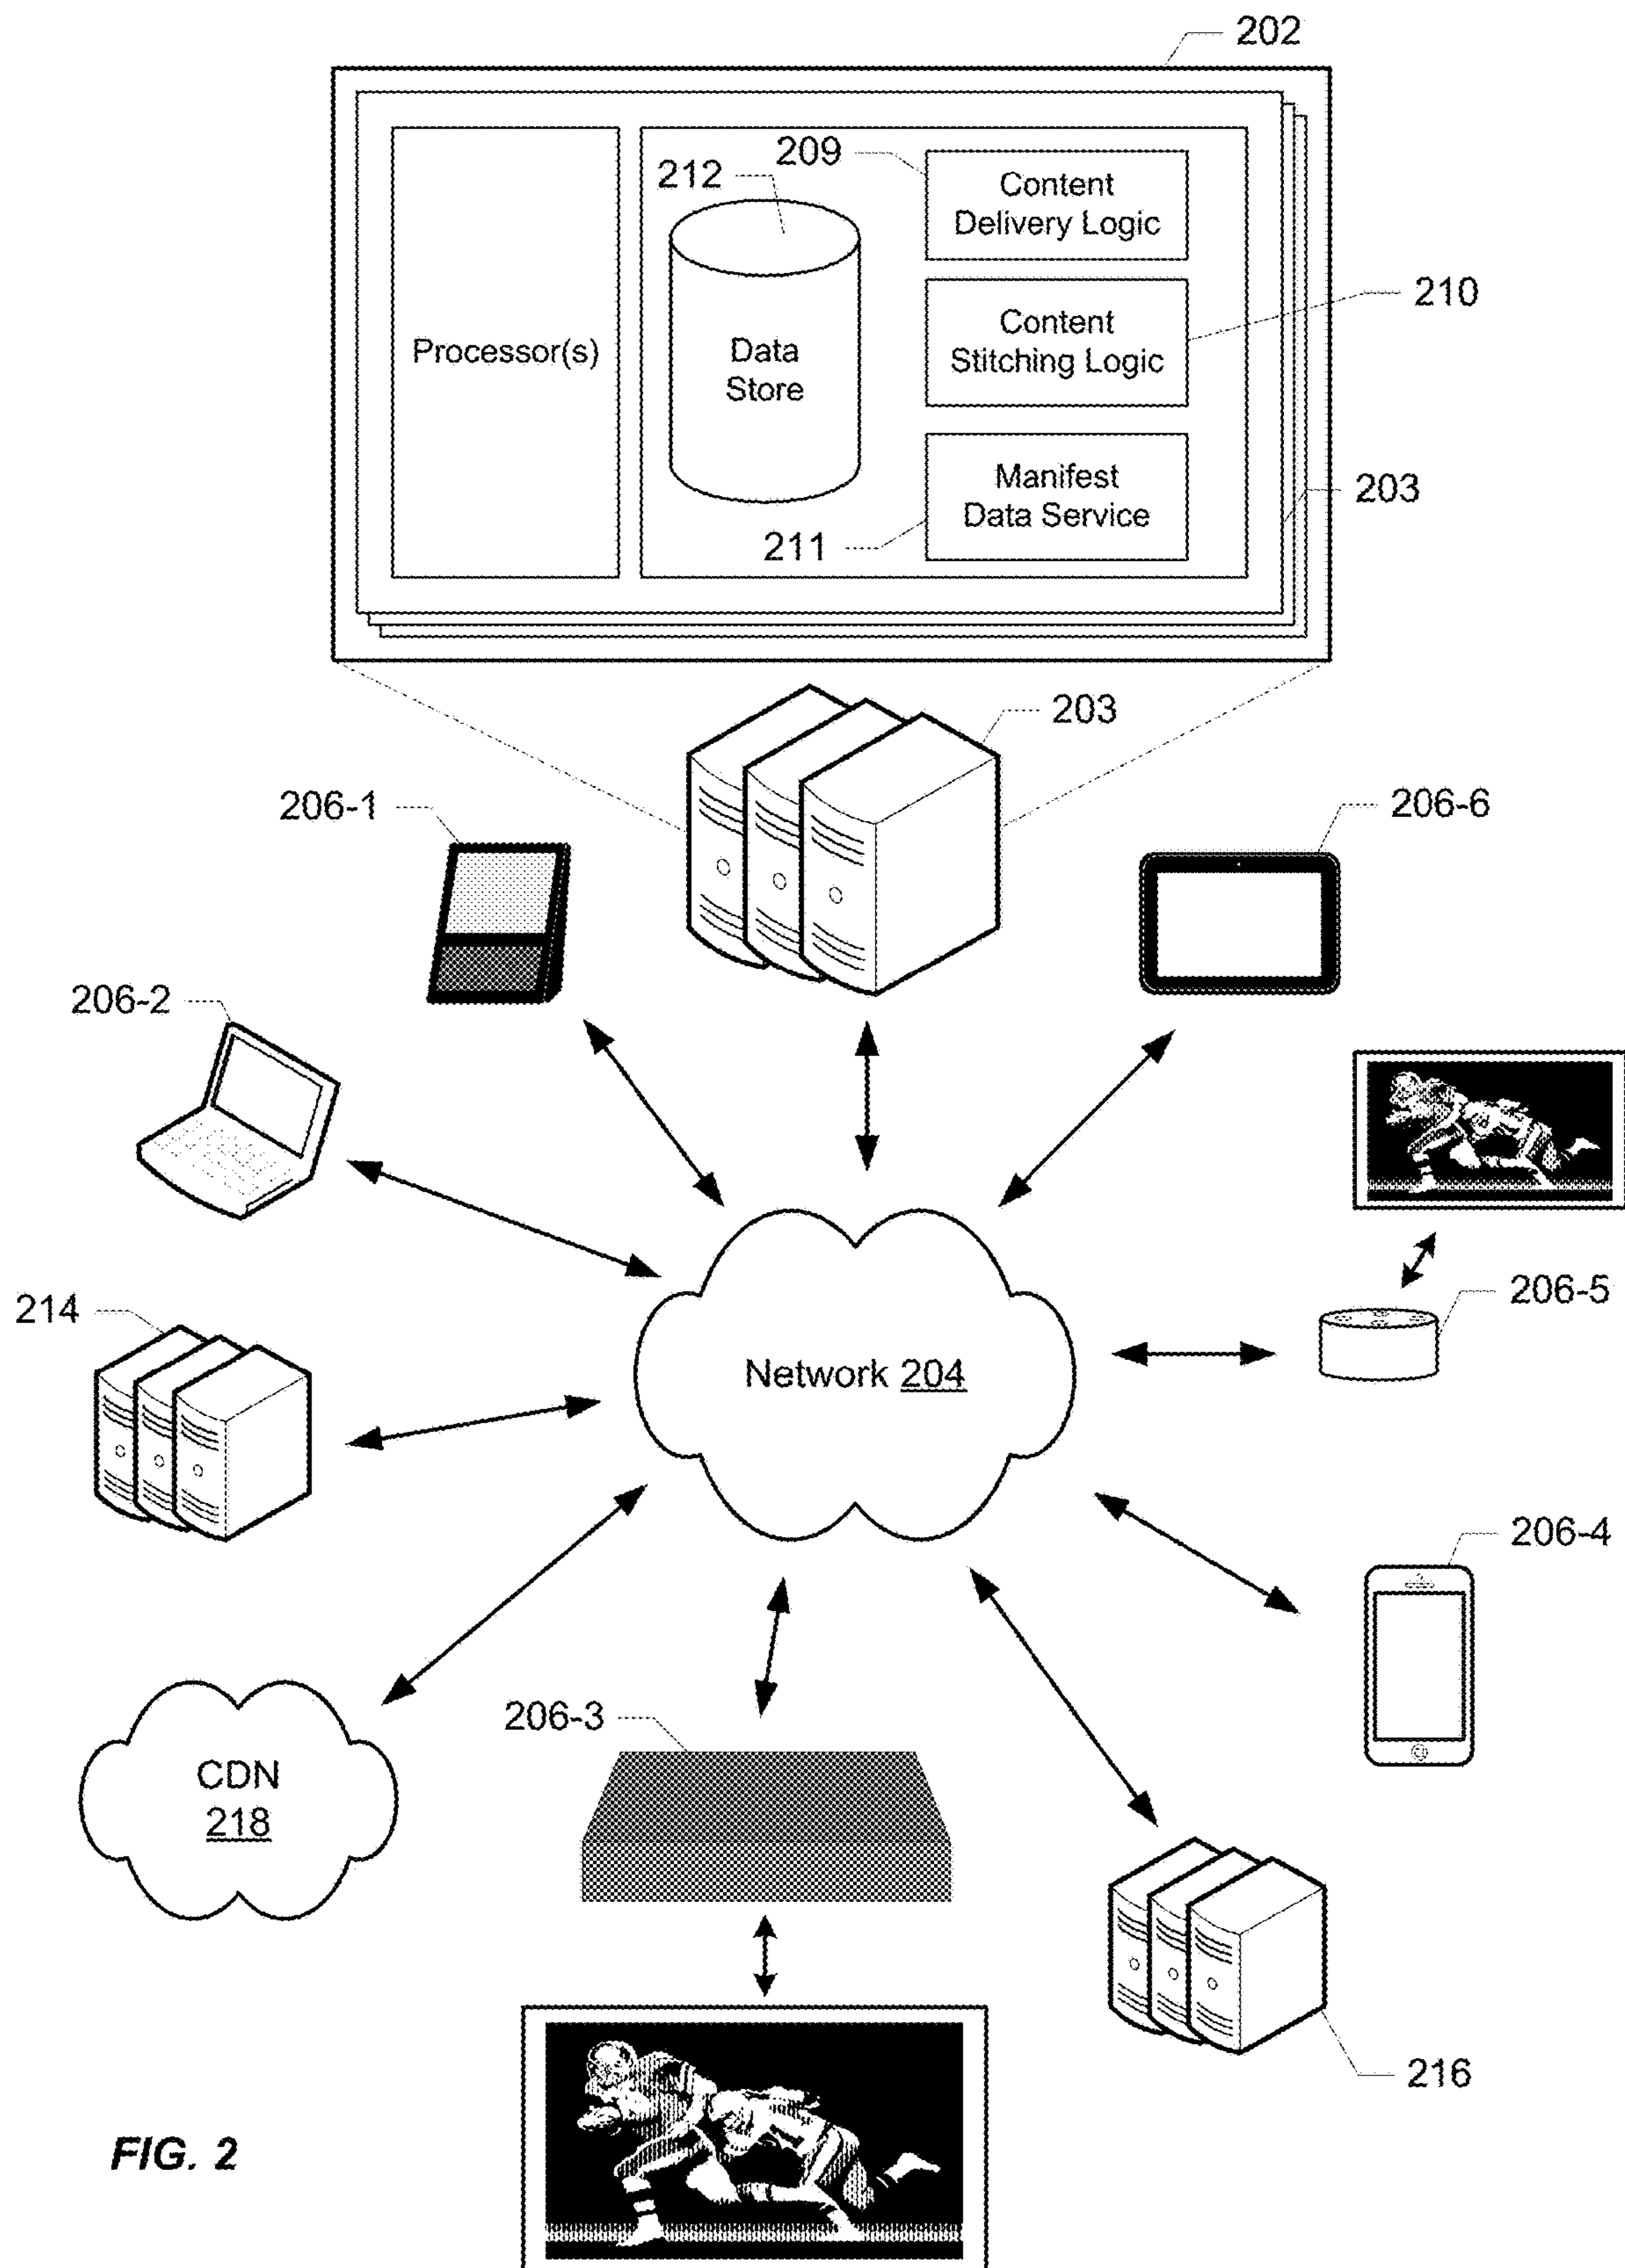 202
209
212
Content
Delivery Logic
210
Content
Stitching Logic
Processor(s)
Data
Store
Manifest
Data Service
203
211
203
206-1
206-6
206-2
206-5
214
Network 204
206-4
206-3
CDN
218
216
FIG. 2